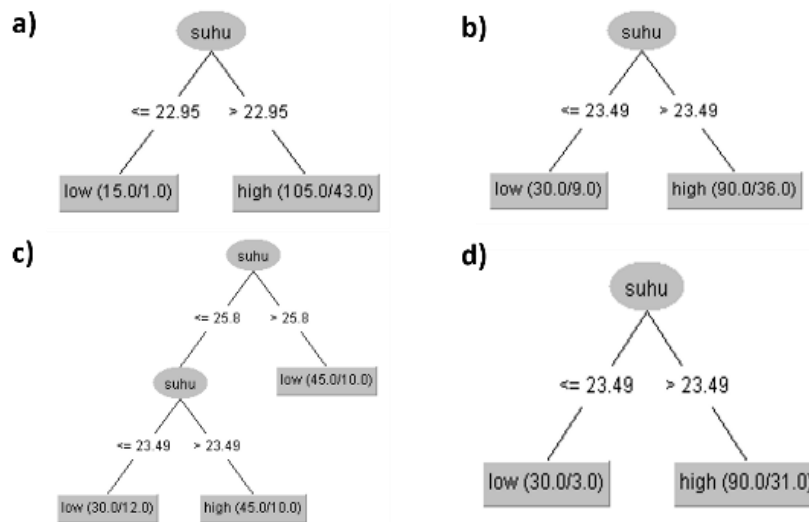 a)
suhu
<= 22.95 > 22.95
low (15.0/1.0) high (105.0/43.0)
b)
suhu
<= 23.49 > 23.49
low (30.0/9.0) high (90.0/36.0)
c)
suhu
<= 25.8 > 25.8
suhu
low (45.0/10.0)
<= 23.49 > 23.49
low (30.0/12.0) high (45.0/10.0)
d)
suhu
<= 23.49 > 23.49
low (30.0/3.0) high (90.0/31.0)